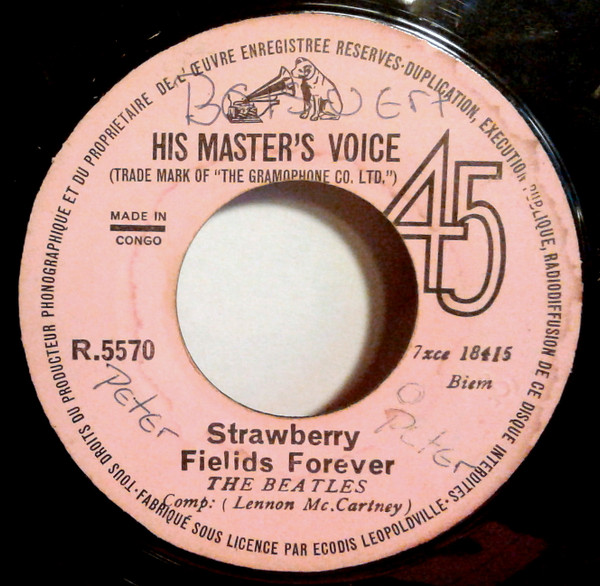 TOUS DROITS DU PRODUCTEUR PHONOGRAPHIQUE ET DU PROPRIETAIRE DE L'ŒUVRE ENREGISTREE RESERVES·DUPLICATION, EXECUTION PUBLIQUE, RADIODIFFUSION DE CE DISQUE INTERDITES·
HIS MASTER'S VOICE
(TRADE MARK OF "THE GRAMOPHONE CO. LTD.")
45
MADE IN
CONGO
R.5570
7xce 18415
Biem
Peter
Peter
Strawberry
Fielids Forever
THE BEATLES
Comp: ( Lennon Mc.Cartney)
FABRIQUÉ SOUS LICENCE PAR ECODIS LEOPOLDVILLE·